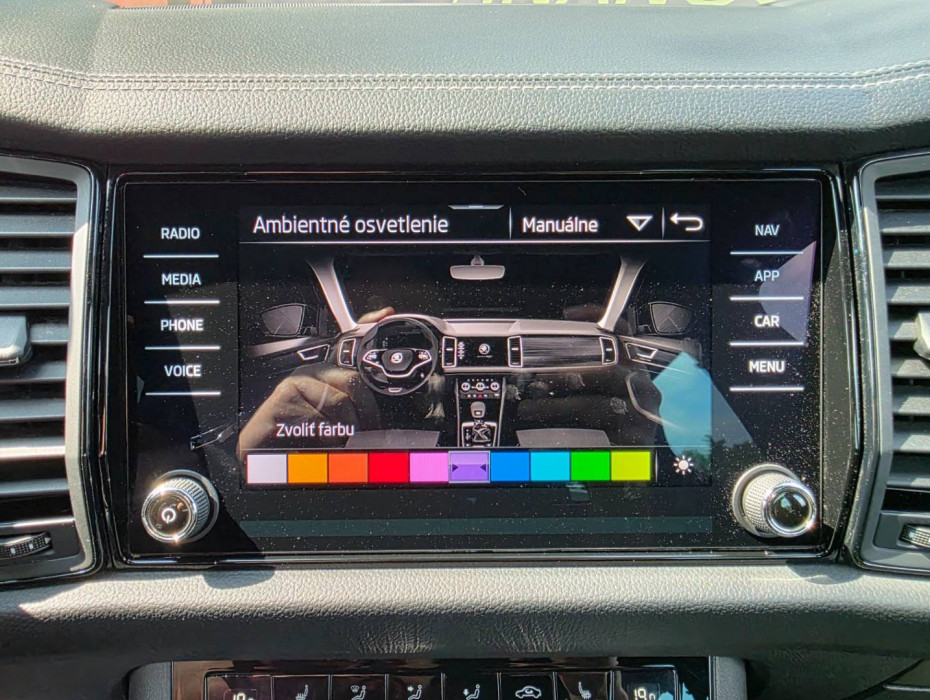 RADIO
MEDIA
PHONE
VOICE
Ambientné osvetlenie
Manuálne
Zvoliť farbu
NAV
APP
CAR
MENU